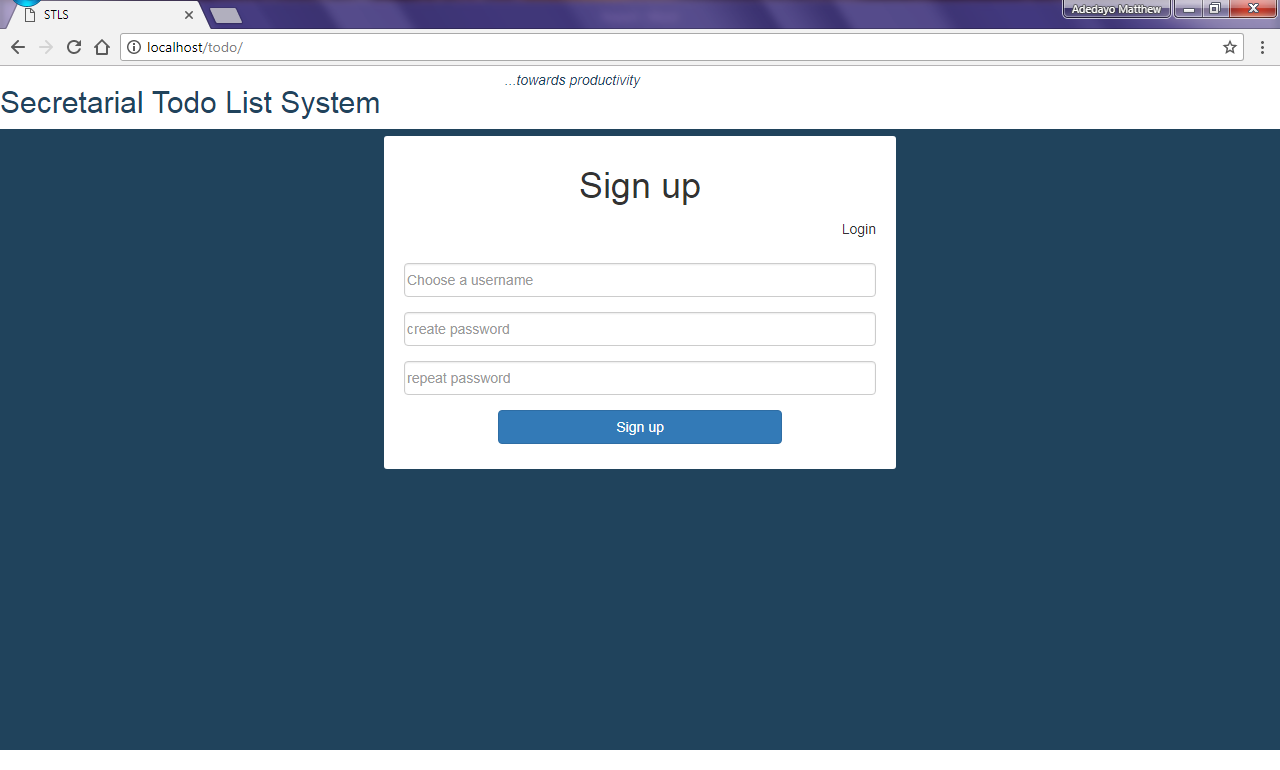 STLS
Adedayo Matthew
localhost/todo/
...towards productivity
Secretarial Todo List System
Sign up
Login
Choose a username
create password
repeat password
Sign up